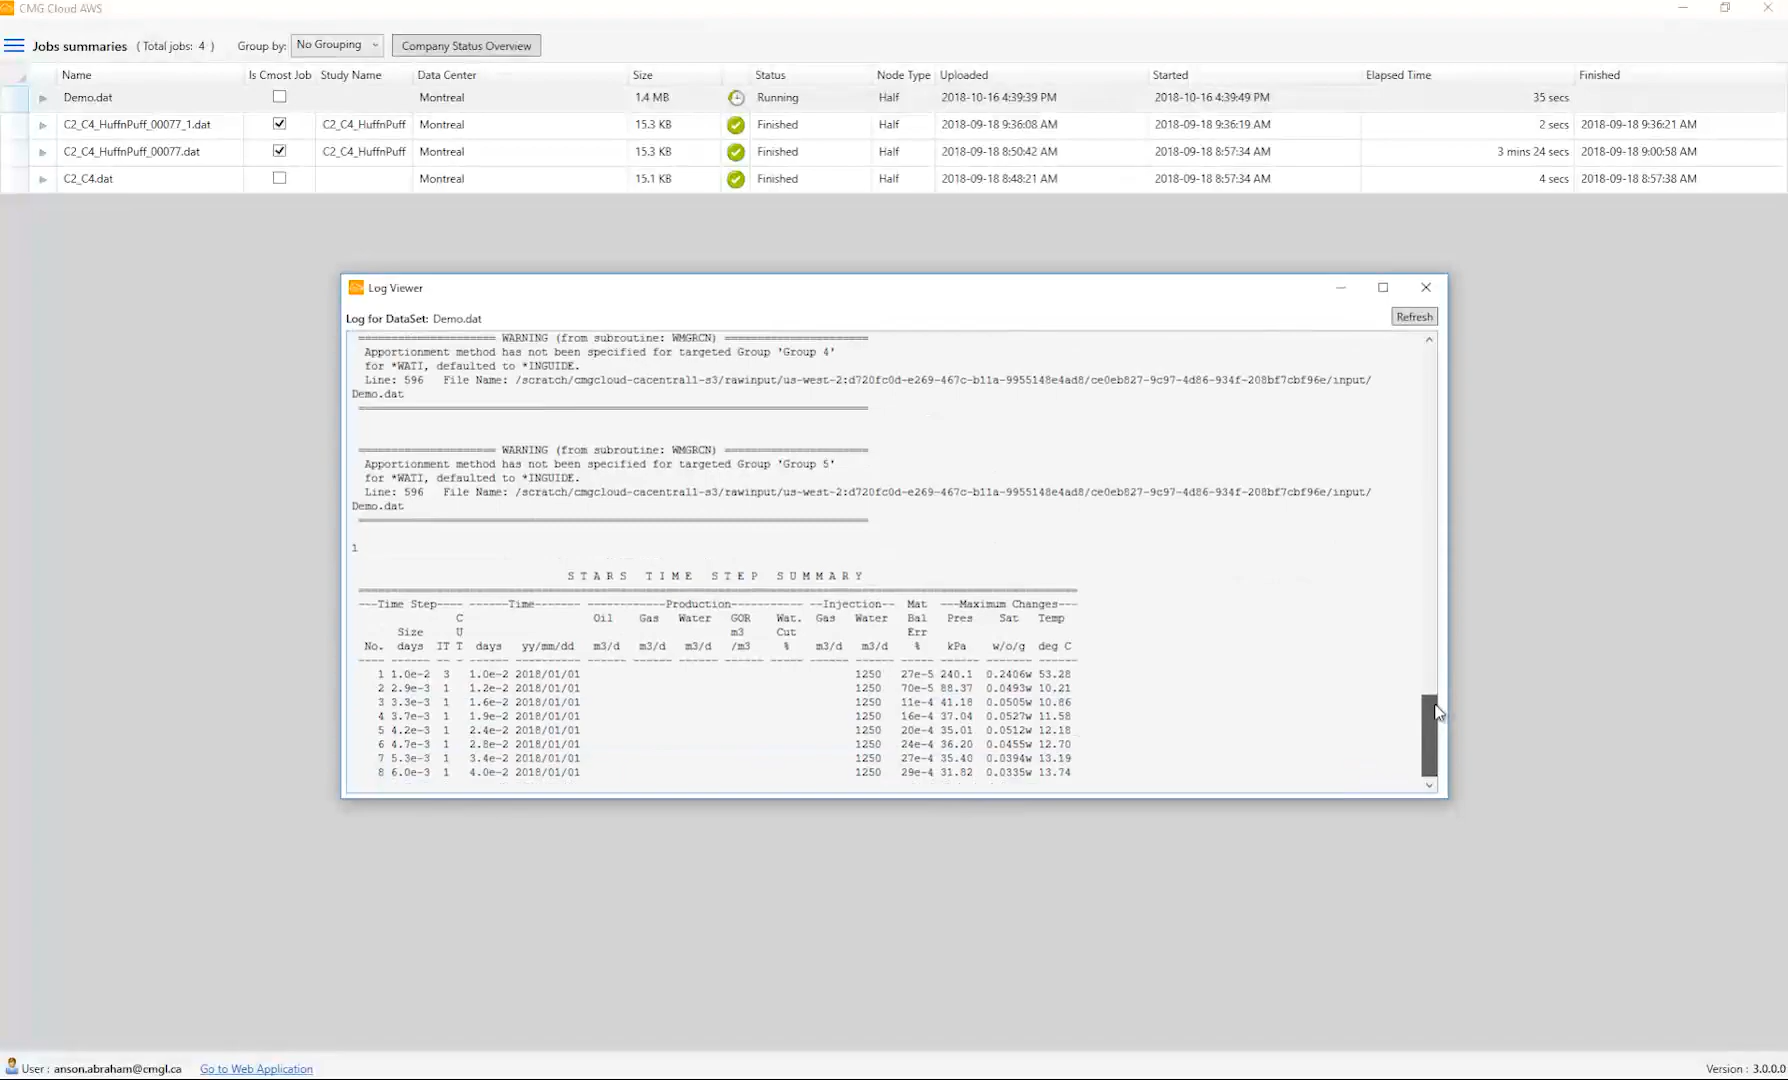 CMG Cloud AWS
Jobs summaries ( Total jobs: 4 ) Group by: No Grouping Company Status Overview
Name Is Cmost Job Study Name Data Center Size Status Node Type Uploaded Started Elapsed Time Finished
Demo.dat Montreal 1.4 MB Running Half 2018-10-16 4:39:39 PM 2018-10-16 4:39:49 PM 35 secs
C2_C4_HuffnPuff_00077_1.dat C2_C4_HuffnPuff Montreal 15.3 KB Finished Half 2018-09-18 9:36:08 AM 2018-09-18 9:36:19 AM 2 secs 2018-09-18 9:36:21 AM
C2_C4_HuffnPuff_00077.dat C2_C4_HuffnPuff Montreal 15.3 KB Finished Half 2018-09-18 8:50:42 AM 2018-09-18 8:57:34 AM 3 mins 24 secs 2018-09-18 9:00:58 AM
C2_C4.dat Montreal 15.1 KB Finished Half 2018-09-18 8:48:21 AM 2018-09-18 8:57:34 AM 4 secs 2018-09-18 8:57:38 AM
Log Viewer
Log for DataSet: Demo.dat Refresh
===================== WARNING (from subroutine: WMGRCN) ======================
Apportionment method has not been specified for targeted Group 'Group 4'
for *WATI, defaulted to *INGUIDE.
Line: 596 File Name: /scratch/cmgcloud-cacentral1-s3/rawinput/us-west-2:d720fc0d-e269-467c-b11a-9955148e4ad8/ce0eb827-9c97-4d86-934f-208bf7cbf96e/input/
Demo.dat
===================== WARNING (from subroutine: WMGRCN) ======================
Apportionment method has not been specified for targeted Group 'Group 5'
for *WATI, defaulted to *INGUIDE.
Line: 596 File Name: /scratch/cmgcloud-cacentral1-s3/rawinput/us-west-2:d720fc0d-e269-467c-b11a-9955148e4ad8/ce0eb827-9c97-4d86-934f-208bf7cbf96e/input/
Demo.dat
1
S T A R S T I M E S T E P S U M M A R Y
---Time Step---- ------Time------- -----------Production----------- --Injection-- Mat ---Maximum Changes---
C Oil Gas Water GOR Wat. Gas Water Bal Pres Sat Temp
Size U m3 Cut Err
No. days IT T days yy/mm/dd m3/d m3/d m3/d /m3 % m3/d m3/d % kPa w/o/g deg C
1 1.0e-2 3 1.0e-2 2018/01/01 1250 27e-5 240.1 0.2406w 53.28
2 2.9e-3 1 1.2e-2 2018/01/01 1250 70e-5 88.37 0.0493w 10.21
3 3.3e-3 1 1.6e-2 2018/01/01 1250 11e-4 41.18 0.0505w 10.86
4 3.7e-3 1 1.9e-2 2018/01/01 1250 16e-4 37.04 0.0527w 11.58
5 4.2e-3 1 2.4e-2 2018/01/01 1250 20e-4 35.01 0.0512w 12.18
6 4.7e-3 1 2.8e-2 2018/01/01 1250 24e-4 36.20 0.0455w 12.70
7 5.3e-3 1 3.4e-2 2018/01/01 1250 27e-4 35.40 0.0394w 13.19
8 6.0e-3 1 4.0e-2 2018/01/01 1250 29e-4 31.82 0.0335w 13.74
User : anson.abraham@cmgl.ca Go to Web Application Version : 3.0.0.0